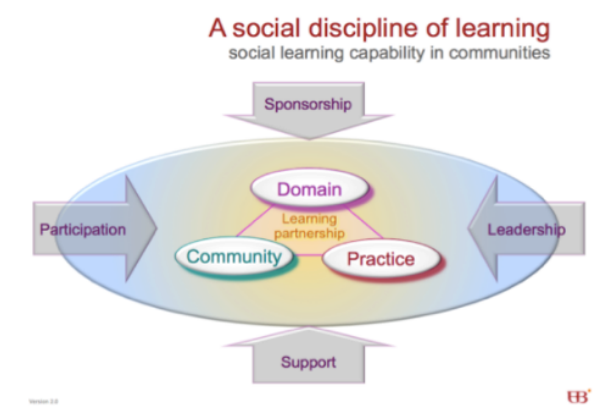 A social discipline of learning
social learning capability in communities
Sponsorship
Domain
Learning
partnership
Participation
Leadership
Community
Practice
Support
Version 3.0